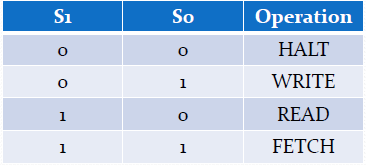 S1 S0 Operation
0 0 HALT
0 1 WRITE
1 0 READ
1 1 FETCH